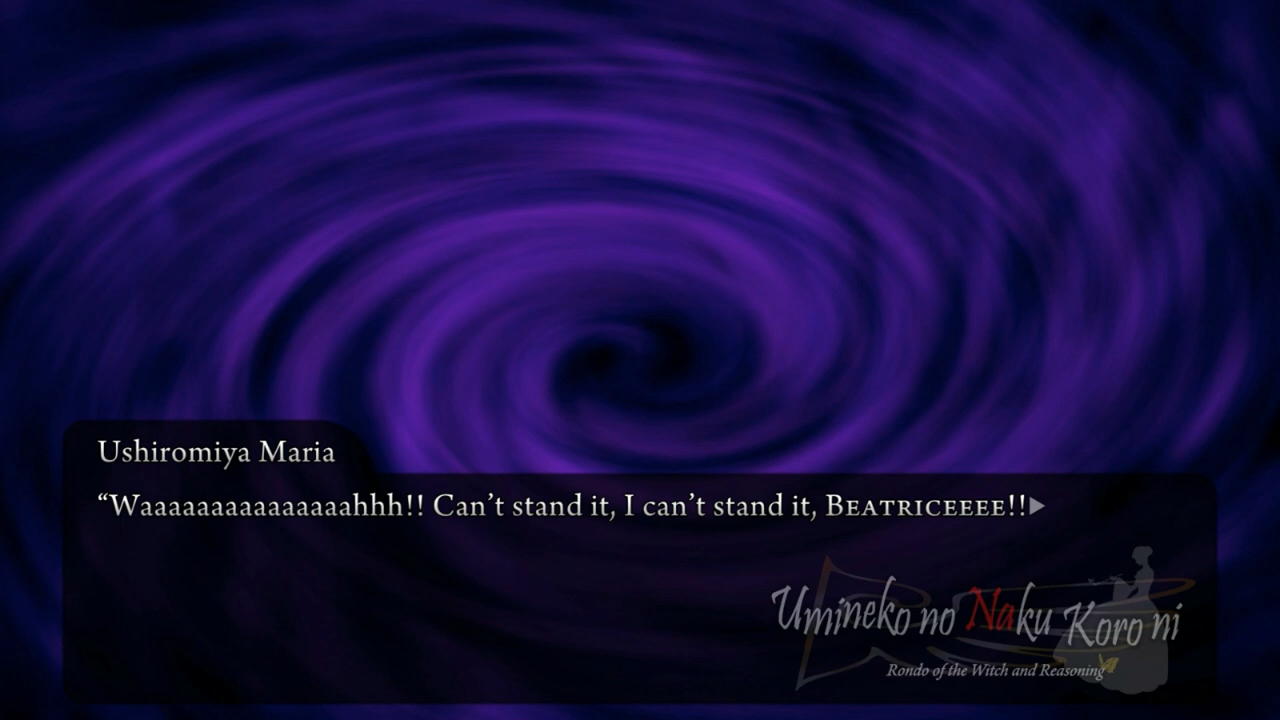 Ushiromiya Maria
“Waaaaaaaaaaaaaaahhh!! Can’t stand it, I can’t stand it, BEATRICEEEE!!
Umineko no Naku Koro ni
Rondo of the Witch and Reasoning